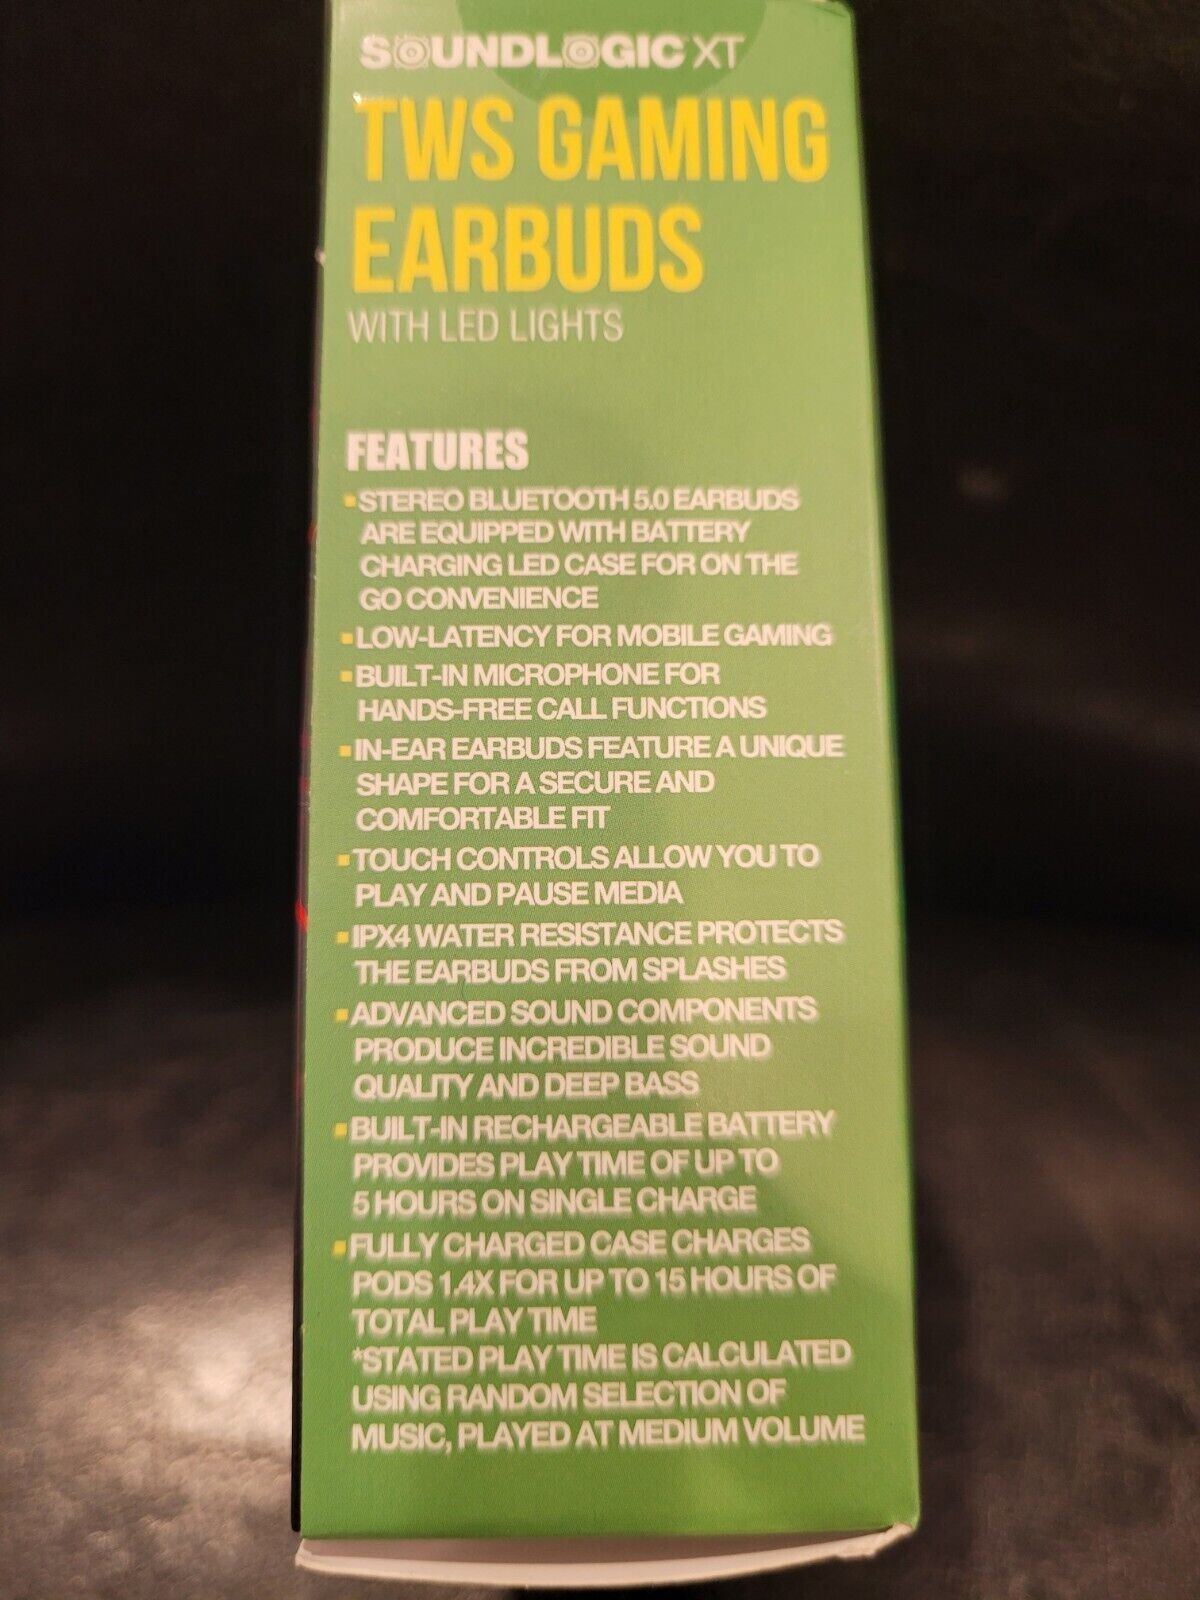 SOUNDLOGIC XT
TWS GAMING
EARBUDS
WITH LED LIGHTS
FEATURES
▪STEREO BLUETOOTH 5.0 EARBUDS
ARE EQUIPPED WITH BATTERY
CHARGING LED CASE FOR ON THE
GO CONVENIENCE
▪LOW-LATENCY FOR MOBILE GAMING
▪BUILT-IN MICROPHONE FOR
HANDS-FREE CALL FUNCTIONS
▪IN-EAR EARBUDS FEATURE A UNIQUE
SHAPE FOR A SECURE AND
COMFORTABLE FIT
▪TOUCH CONTROLS ALLOW YOU TO
PLAY AND PAUSE MEDIA
▪IPX4 WATER RESISTANCE PROTECTS
THE EARBUDS FROM SPLASHES
▪ADVANCED SOUND COMPONENTS
PRODUCE INCREDIBLE SOUND
QUALITY AND DEEP BASS
▪BUILT-IN RECHARGEABLE BATTERY
PROVIDES PLAY TIME OF UP TO
5 HOURS ON SINGLE CHARGE
▪FULLY CHARGED CASE CHARGES
PODS 1.4X FOR UP TO 15 HOURS OF
TOTAL PLAY TIME
*STATED PLAY TIME IS CALCULATED
USING RANDOM SELECTION OF
MUSIC, PLAYED AT MEDIUM VOLUME